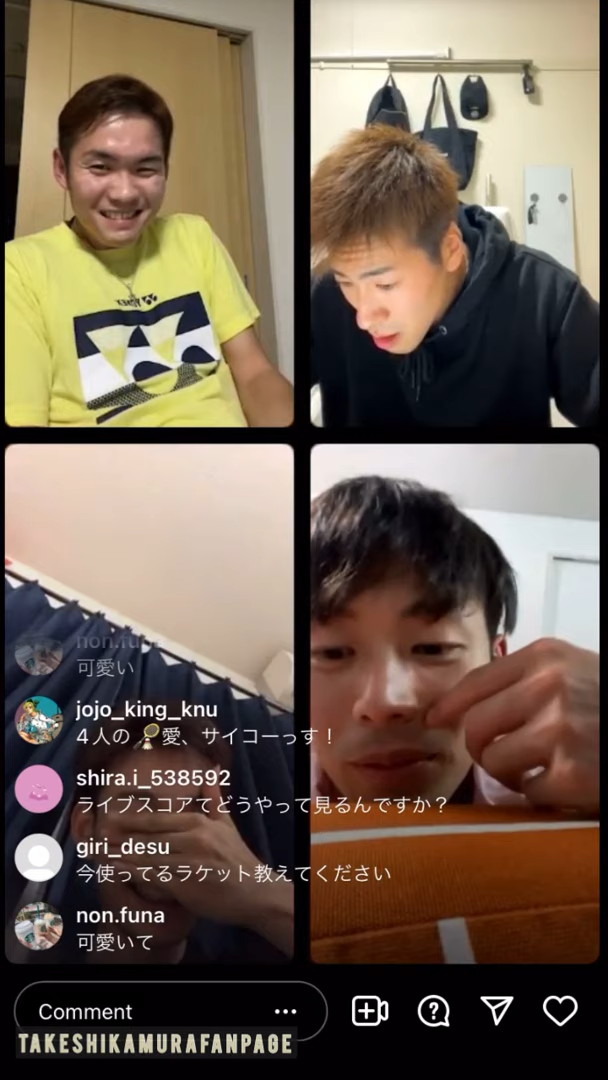 YONEX
non.funa
可愛い
jojo_king_knu
4人の🏸愛、サイコーっす！
shira.i_538592
ライブスコアてどうやって見るんですか？
giri_desu
今使ってるラケット教えてください
non.funa
可愛いて
Comment
TAKESHIKAMURAFANPAGE